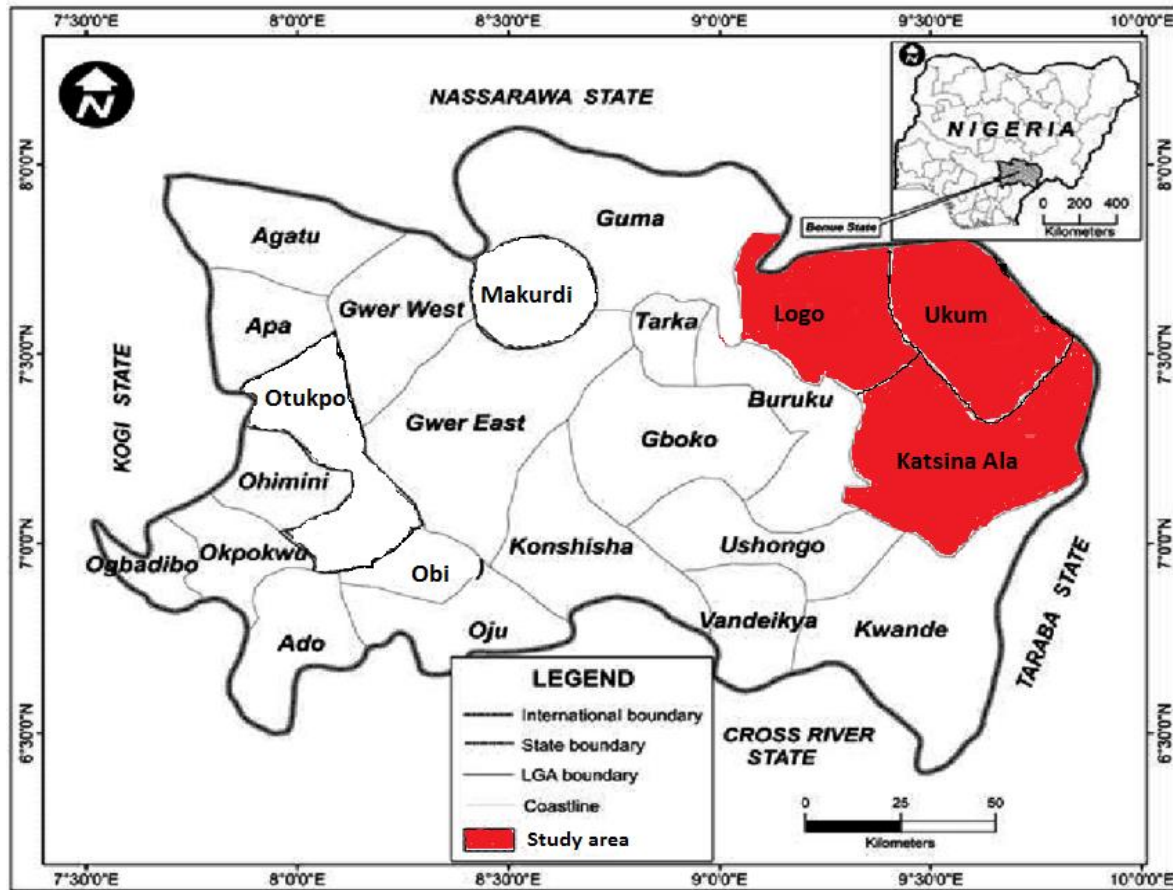 7°30'0"E
8°0'0"E
8°30'0"E
9°0'0"E
9°30'0"E
10°0'0"E
N
NASSARAWA STATE
N
NIGERIA
Benue State
0 200 400
Kilometers
8°0'0"N
8°0'0"N
Agatu
Guma
Gwer West
Makurdi
Apa
Tarka
Logo
Ukum
7°30'0"N
7°30'0"N
Otukpo
Buruku
Gwer East
Gboko
KOGI STATE
Katsina Ala
Ohimini
Ogbadibo
Okpokwu
Konshisha
Ushongo
7°0'0"N
7°0'0"N
Obi
Vandeikya
Kwande
Ado
Oju
TARABA STATE
LEGEND
International boundary
State boundary
LGA boundary
Coastline
Study area
CROSS RIVER
STATE
6°30'0"N
6°30'0"N
0 25 50
Kilometers
7°30'0"E
8°0'0"E
8°30'0"E
9°0'0"E
9°30'0"E
10°0'0"E